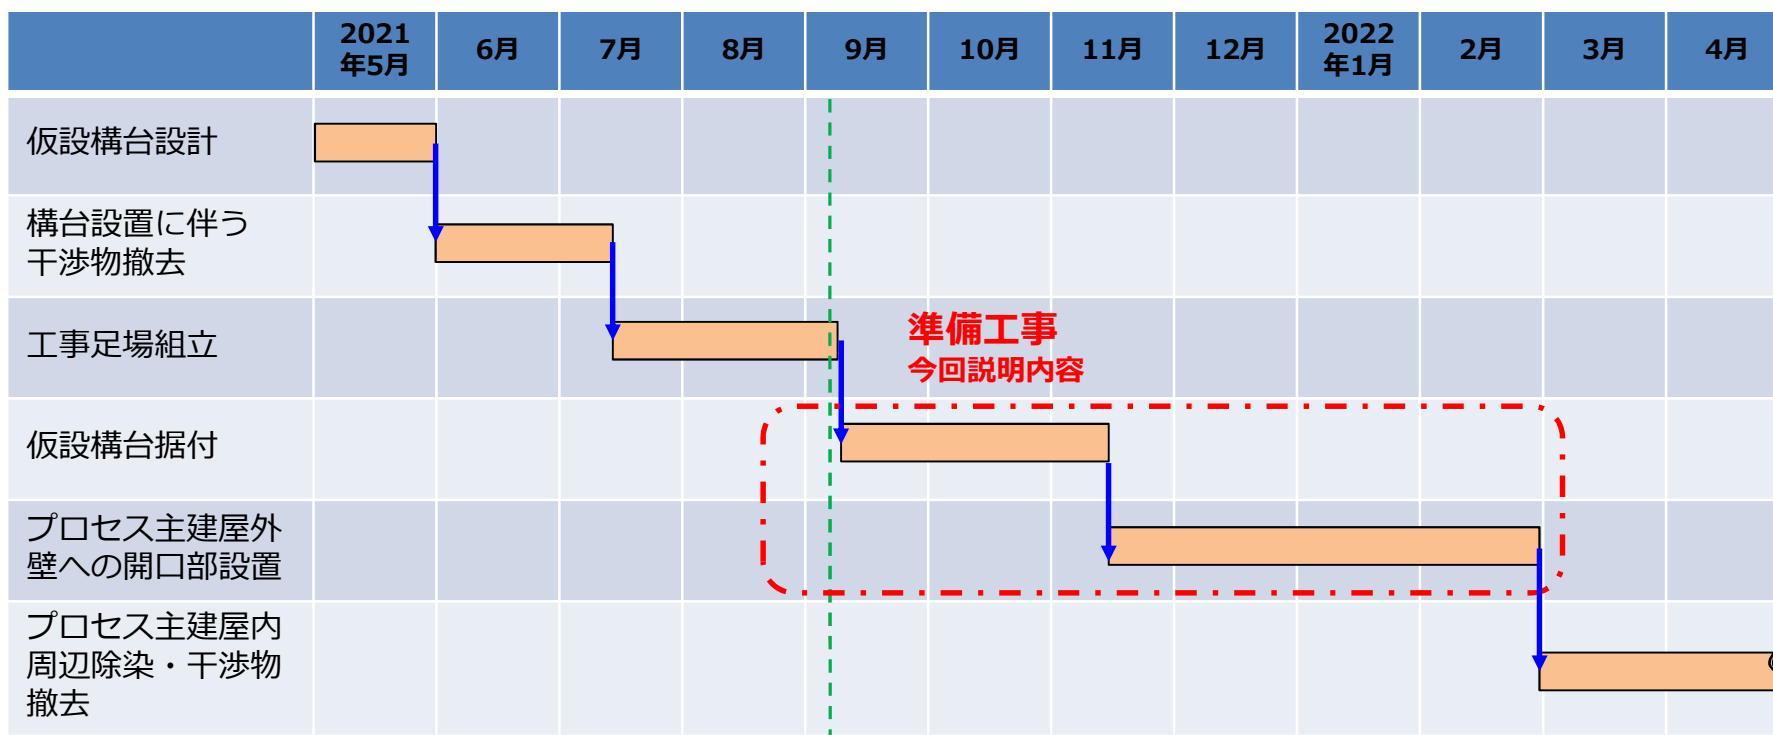 2021
年5月
6月
7月
8月
9月
10月
11月
12月
2022
年1月
2月
3月
4月
仮設構台設計
構台設置に伴う
干渉物撤去
工事足場組立
準備工事
今回説明内容
仮設構台据付
プロセス主建屋外
壁への開口部設置
プロセス主建屋内
周辺除染・干渉物
撤去